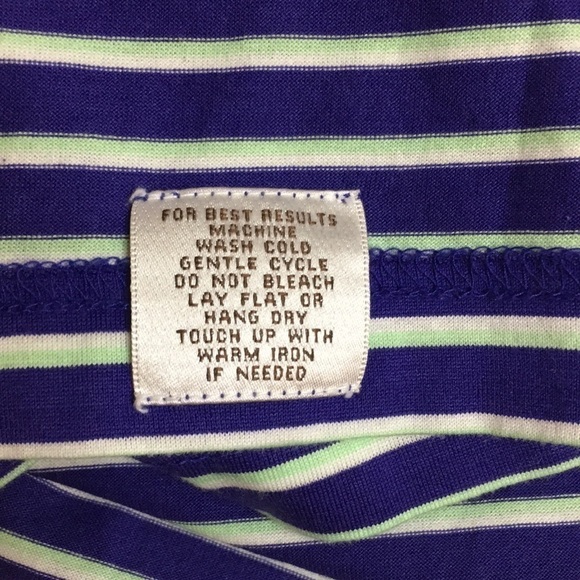 FOR BEST RESULTS
MACHINE
WASH COLD
GENTLE CYCLE
DO NOT BLEACH
LAY FLAT OR
HANG DRY
TOUCH UP WITH
WARM IRON
IF NEEDED